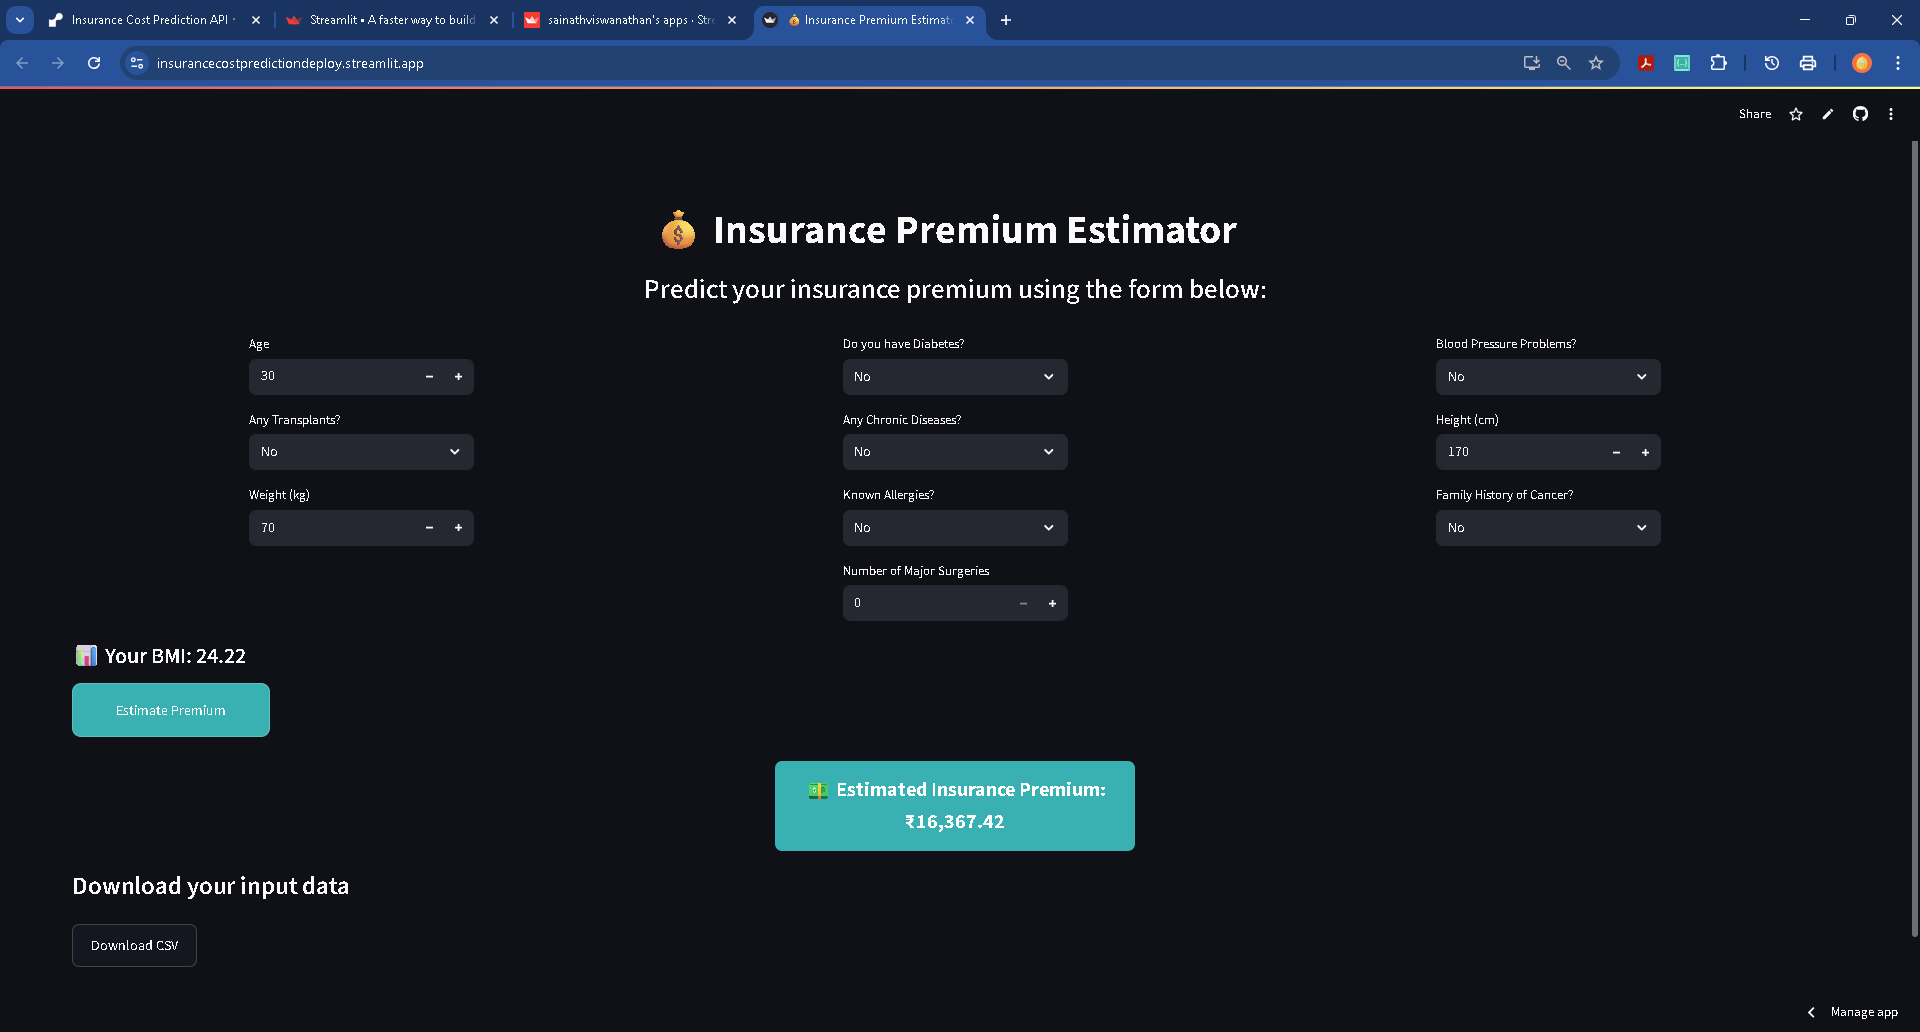 Insurance Cost Prediction API
Streamlit • A faster way to build
sainathviswanathan's apps · Stre
Insurance Premium Estimat
insurancecostpredictiondeploy.streamlit.app
Share
Insurance Premium Estimator
Predict your insurance premium using the form below:
Age
Do you have Diabetes?
Blood Pressure Problems?
30
No
No
Any Transplants?
Any Chronic Diseases?
Height (cm)
No
No
170
Weight (kg)
Known Allergies?
Family History of Cancer?
70
No
No
Number of Major Surgeries
0
Your BMI: 24.22
Estimate Premium
Estimated Insurance Premium:
₹16,367.42
Download your input data
Download CSV
Manage app